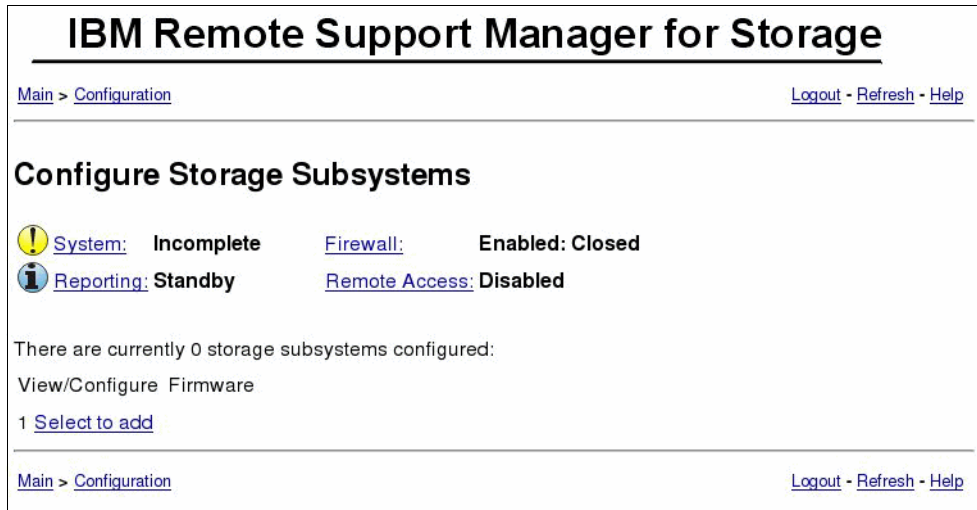 IBM Remote Support Manager for Storage
Main > Configuration Logout - Refresh - Help
Configure Storage Subsystems
System: Incomplete Firewall: Enabled: Closed
Reporting: Standby Remote Access: Disabled
There are currently 0 storage subsystems configured:
View/Configure Firmware
1 Select to add
Main > Configuration Logout - Refresh - Help